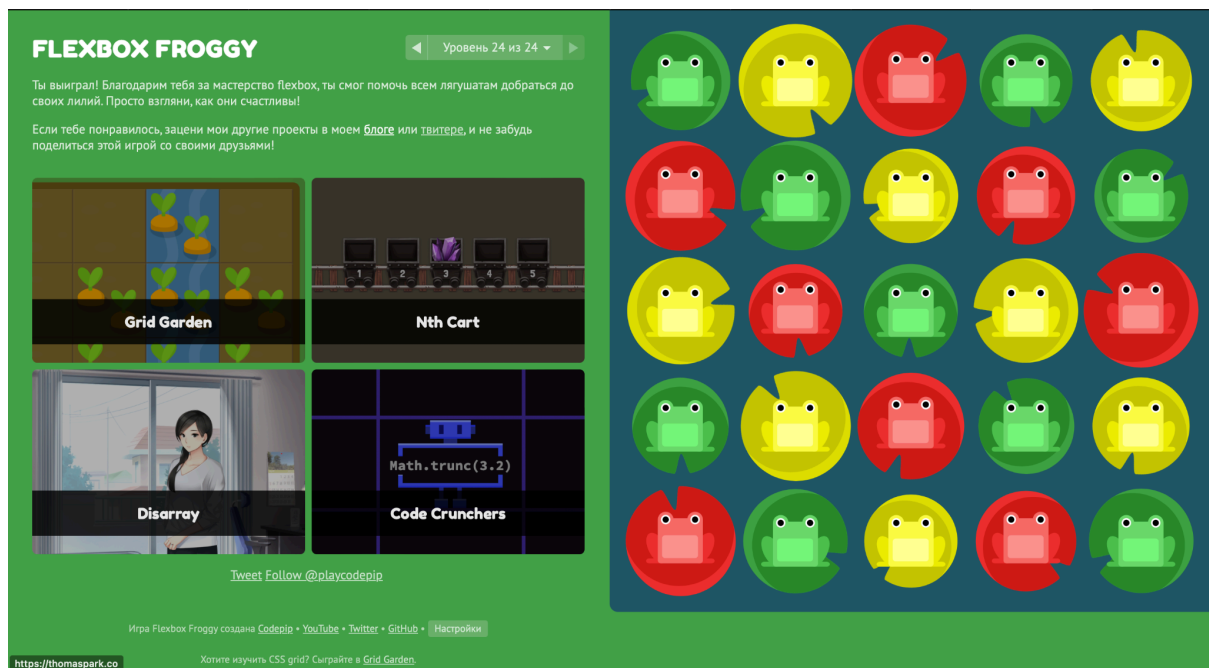 FLEXBOX FROGGY
Уровень 24 из 24
Ты выиграл! Благодарим тебя за мастерство flexbox, ты смог помочь всем лягушатам добраться до
своих лилий. Просто взгляни, как они счастливы!
Если тебе понравилось, зацени мои другие проекты в моем блоге или твитере, и не забудь
поделиться этой игрой со своими друзьями!
1 2 3 4 5
Grid Garden
Nth Cart
Math.trunc(3.2)
Disarray
Code Crunchers
Tweet Follow @playcodepip
Игра Flexbox Froggy создана Codepip • YouTube • Twitter • GitHub • Настройки
Хотите изучить CSS grid? Сыграйте в Grid Garden.
https://thomaspark.co